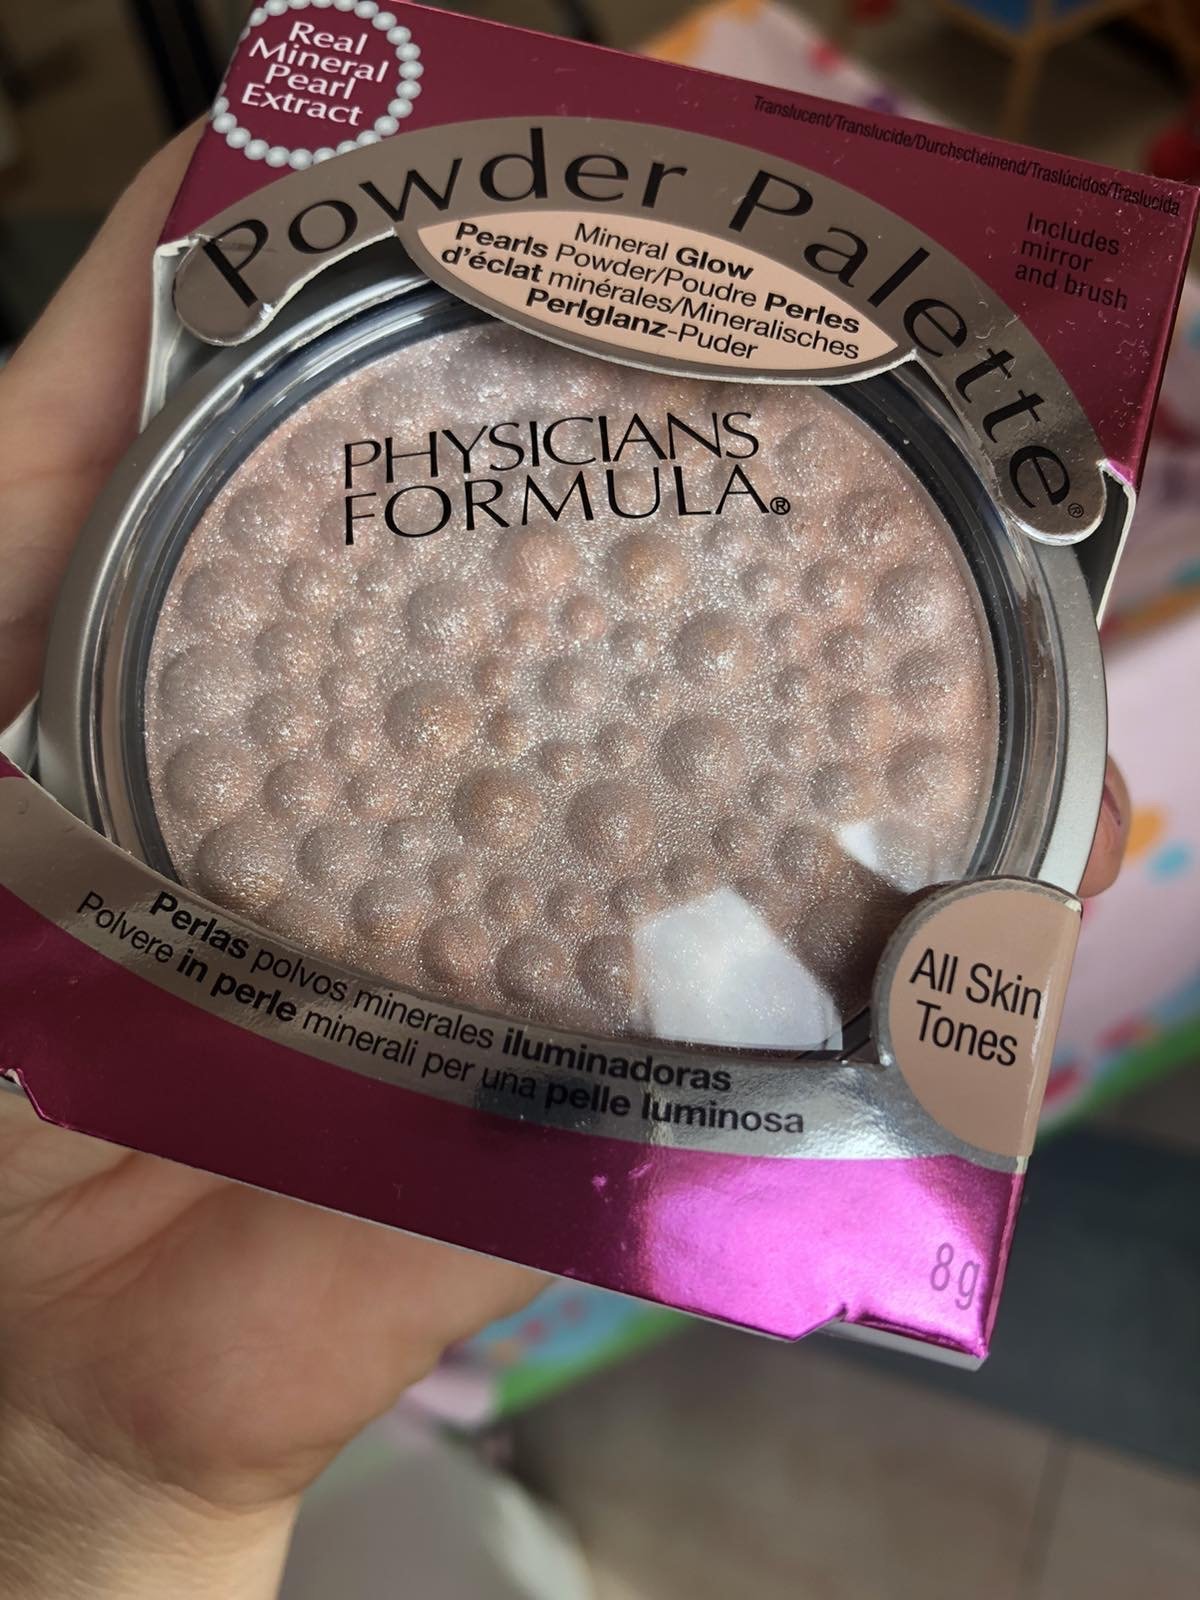 Real
Mineral
Pearl
Extract
Translucent/Translucide/Durchscheinend/Traslúcidos/Traslucida
Includes
mirror
and brush
Powder Palette®
Mineral Glow
Pearls Powder/Poudre Perles
d'éclat minérales/Mineralisches
Perlglanz-Puder
PHYSICIANS
FORMULA®
Perlas polvos minerales iluminadoras
Polvere in perle minerali per una pelle luminosa
All Skin
Tones
8g